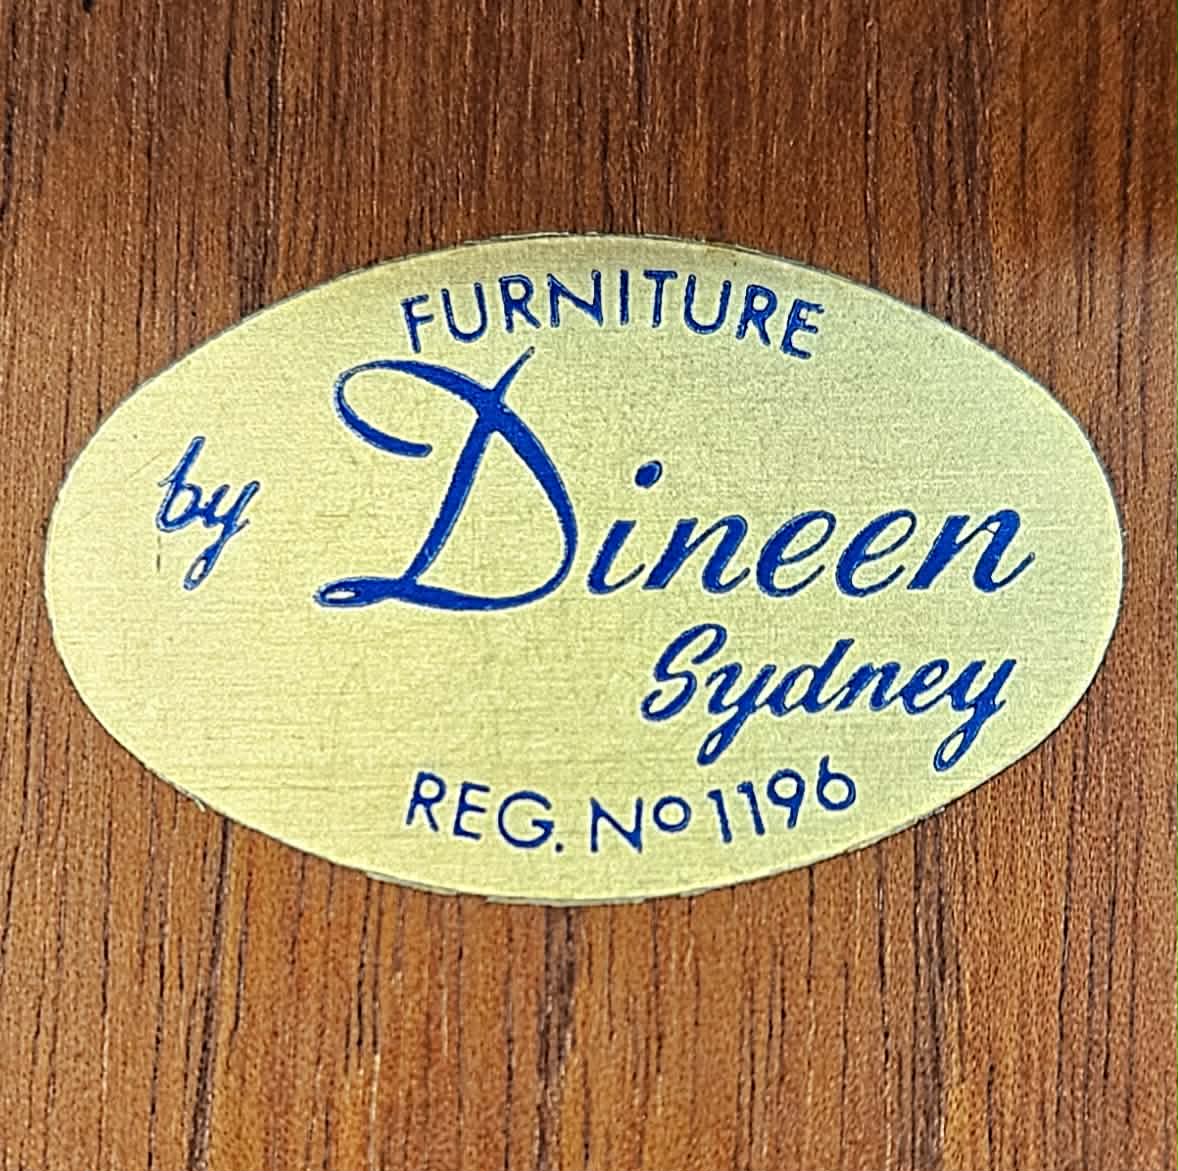 FURNITURE
by Dineen
Sydney
REG. No 1196